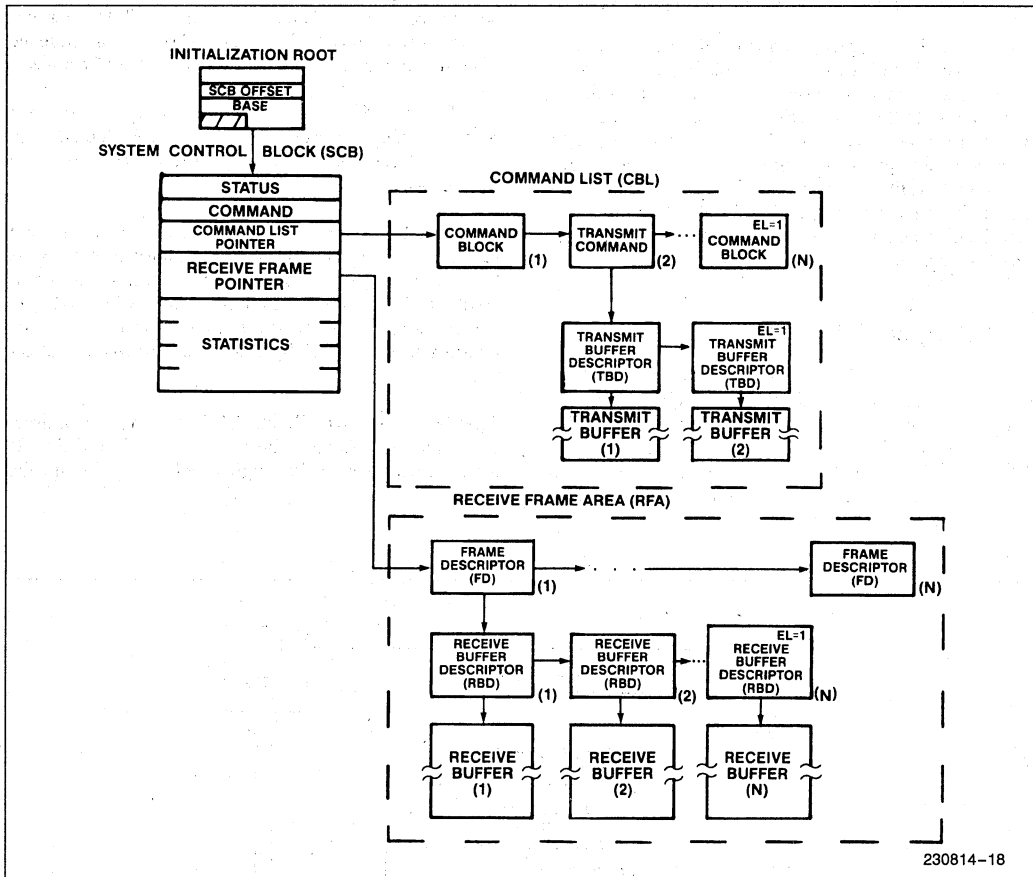 INITIALIZATION ROOT
SCB OFFSET
BASE
SYSTEM CONTROL BLOCK (SCB)
STATUS
COMMAND
COMMAND LIST
POINTER
RECEIVE FRAME
POINTER
STATISTICS
COMMAND LIST (CBL)
COMMAND
BLOCK
(1)
TRANSMIT
COMMAND
(2)
EL=1
COMMAND
BLOCK
(N)
TRANSMIT
BUFFER
DESCRIPTOR
(TBD)
EL=1
TRANSMIT
BUFFER
DESCRIPTOR
(TBD)
TRANSMIT
BUFFER
(1)
TRANSMIT
BUFFER
(2)
RECEIVE FRAME AREA (RFA)
FRAME
DESCRIPTOR
(FD)
(1)
FRAME
DESCRIPTOR
(FD)
(N)
RECEIVE
BUFFER
DESCRIPTOR
(RBD)
(1)
RECEIVE
BUFFER
DESCRIPTOR
(RBD)
(2)
EL=1
RECEIVE
BUFFER
DESCRIPTOR
(RBD)
(N)
RECEIVE
BUFFER
(1)
RECEIVE
BUFFER
(2)
RECEIVE
BUFFER
(N)
230814–18